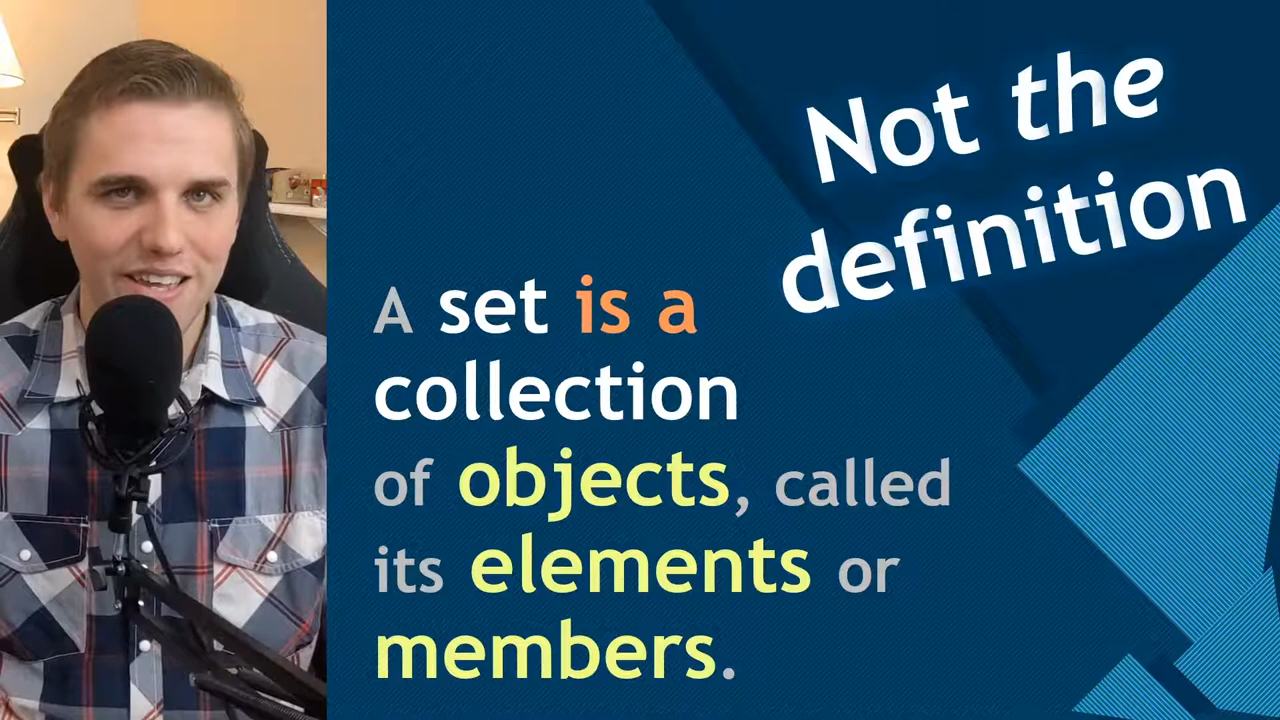 Not the
definition
A set is a
collection
of objects, called
its elements or
members.